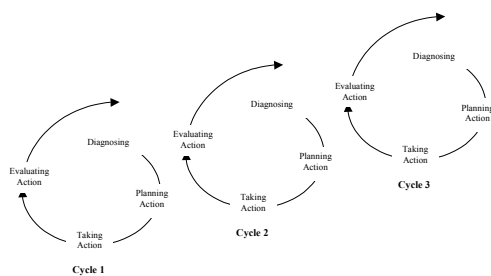 Diagnosing
Planning
Action
Taking
Action
Evaluating
Action
Cycle 1
Diagnosing
Planning
Action
Taking
Action
Evaluating
Action
Cycle 2
Diagnosing
Planning
Action
Taking
Action
Evaluating
Action
Cycle 3